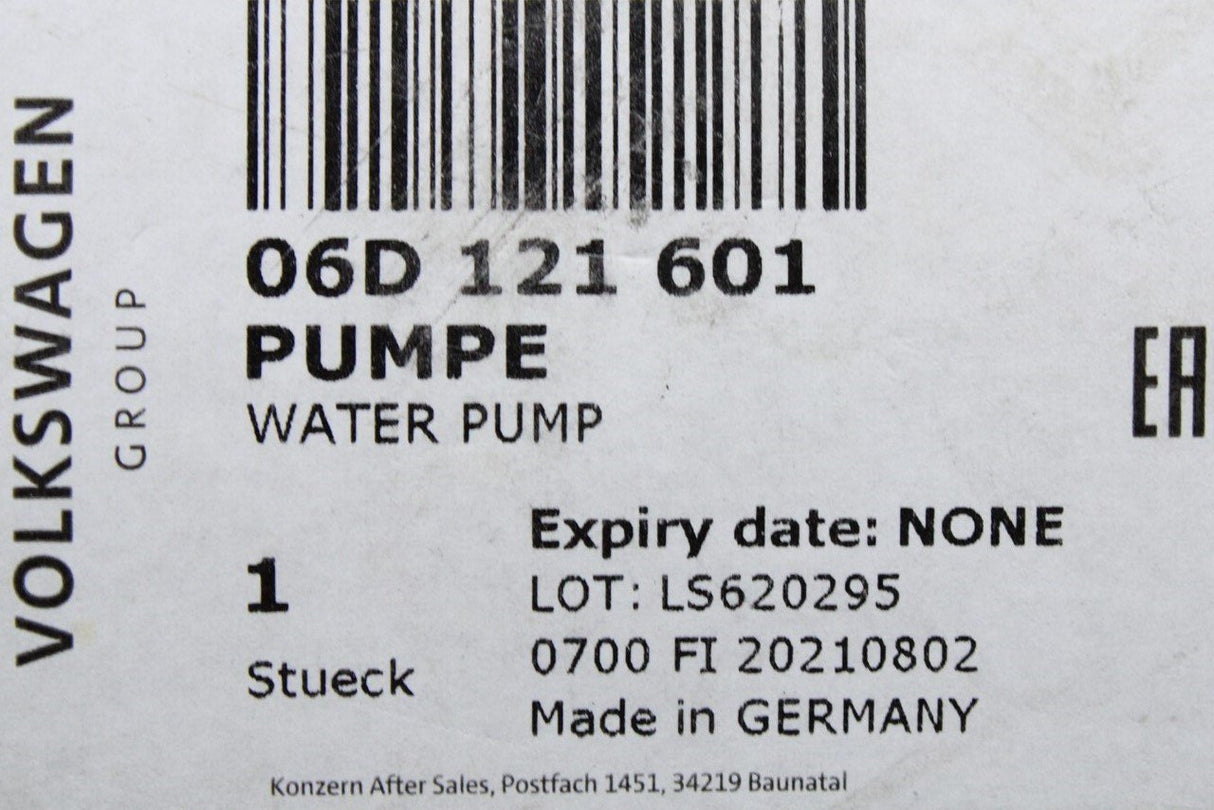 VOLKSWAGEN
GROUP
06D 121 601
PUMPE
WATER PUMP
EA
1
Stueck
Expiry date: NONE
LOT: LS620295
0700 FI 20210802
Made in GERMANY
Konzern After Sales, Postfach 1451, 34219 Baunatal